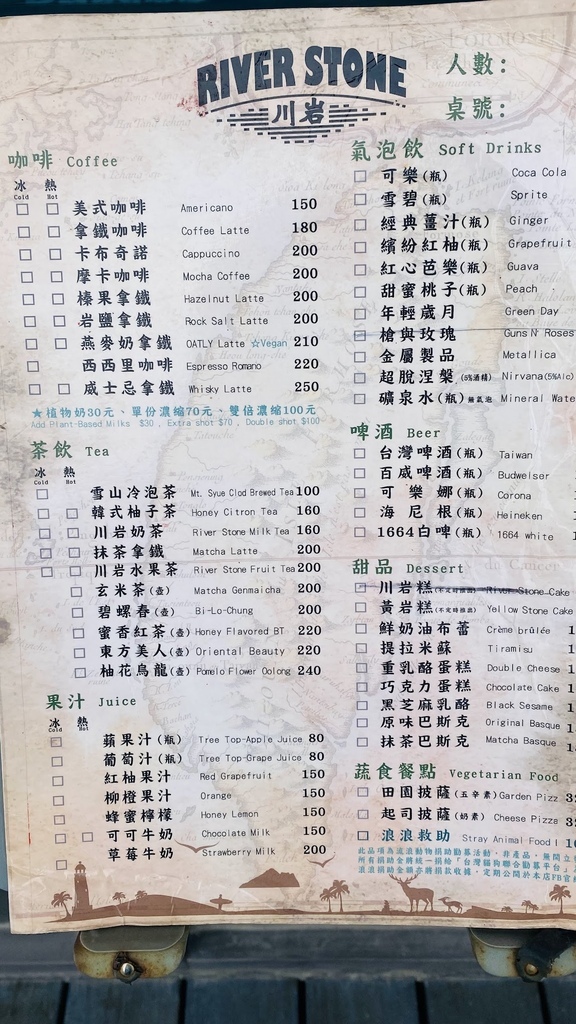 RIVER STONE
川岩
人數:
桌號:
咖啡 Coffee
冰 熱
Cold Hot
美式咖啡 Americano 150
拿鐵咖啡 Coffee Latte 180
卡布奇諾 Cappuccino 200
摩卡咖啡 Mocha Coffee 200
榛果拿鐵 Hazelnut Latte 200
岩鹽拿鐵 Rock Salt Latte 200
燕麥奶拿鐵 OATLY Latte ☆Vegan 210
西西里咖啡 Espresso Romano 220
威士忌拿鐵 Whisky Latte 250
★植物奶30元、單份濃縮70元、雙倍濃縮100元
Add Plant-Based Milks $30 , Extra shot $70 , Double shot $100
茶飲 Tea
冰 熱
Cold Hot
雪山冷泡茶 Mt. Syue Clod Brewed Tea 100
韓式柚子茶 Honey Citron Tea 160
川岩奶茶 River Stone Milk Tea 160
抹茶拿鐵 Matcha Latte 200
川岩水果茶 River Stone Fruit Tea 200
玄米茶(壺) Matcha Genmaicha 200
碧螺春(壺) Bi-Lo-Chung 200
蜜香紅茶(壺) Honey Flavored BT 220
東方美人(壺) Oriental Beauty 220
柚花烏龍(壺) Pomelo Flower Oolong 240
果汁 Juice
冰 熱
Cold Hot
蘋果汁(瓶) Tree Top-Apple Juice 80
葡萄汁(瓶) Tree Top-Grape Juice 80
紅柚果汁 Red Grapefruit 150
柳橙果汁 Orange 150
蜂蜜檸檬 Honey Lemon 150
可可牛奶 Chocolate Milk 150
草莓牛奶 Strawberry Milk 200
氣泡飲 Soft Drinks
可樂(瓶) Coca Cola
雪碧(瓶) Sprite
經典薑汁(瓶) Ginger
繽紛紅柚(瓶) Grapefruit
紅心芭樂(瓶) Guava
甜蜜桃子(瓶) Peach
年輕歲月 Green Day
槍與玫瑰 Guns N' Roses
金屬製品 Metallica
超脫涅槃(5%酒精) Nirvana(5%Alc)
礦泉水(瓶)無氣泡 Mineral Wate
啤酒 Beer
台灣啤酒(瓶) Taiwan
百威啤酒(瓶) Budweiser
可樂娜(瓶) Corona
海尼根(瓶) Heineken
1664白啤(瓶) 1664 white
甜品 Dessert
川岩糕(不定時推出) River Stone Cake
黃岩糕(不定時推出) Yellow Stone Cake
鮮奶油布蕾 Crème brûlée 1
提拉米蘇 Tiramisu 1
重乳酪蛋糕 Double Cheese 1
巧克力蛋糕 Chocolate Cake 1
黑芝麻乳酪 Black Sesame 1
原味巴斯克 Original Basque 1
抹茶巴斯克 Matcha Basque
蔬食餐點 Vegetarian Food
田園披薩(五辛素) Garden Pizz 32
起司披薩(奶素) Cheese Pizza 32
浪浪救助 Stray Animal Food 10